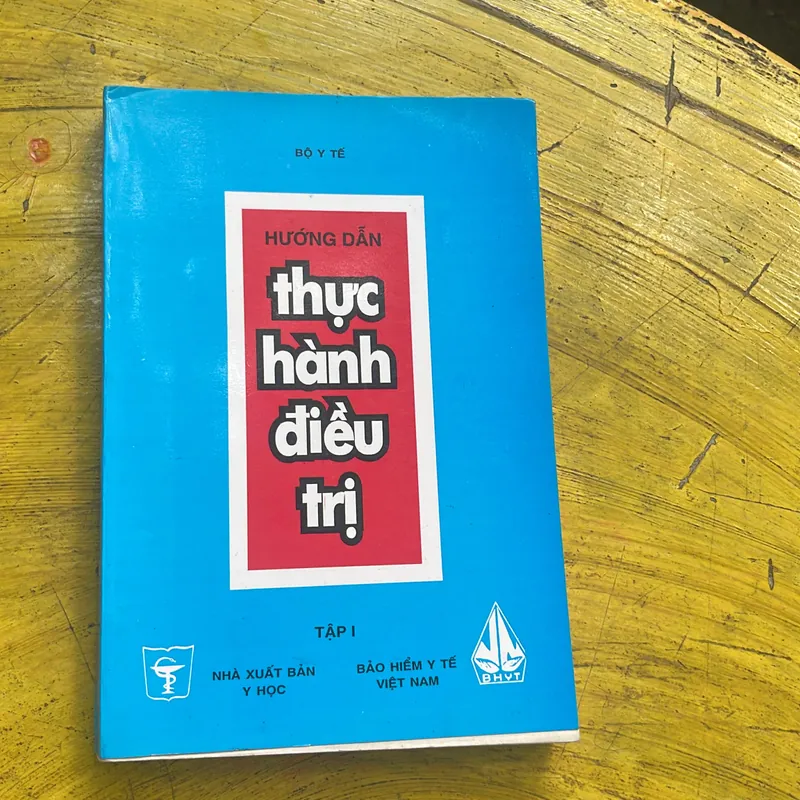 BỘ Y TẾ
HƯỚNG DẪN
thực
hành
điều
trị
TẬP I
NHÀ XUẤT BẢN
Y HỌC
BẢO HIỂM Y TẾ
VIỆT NAM
VN
BHYT